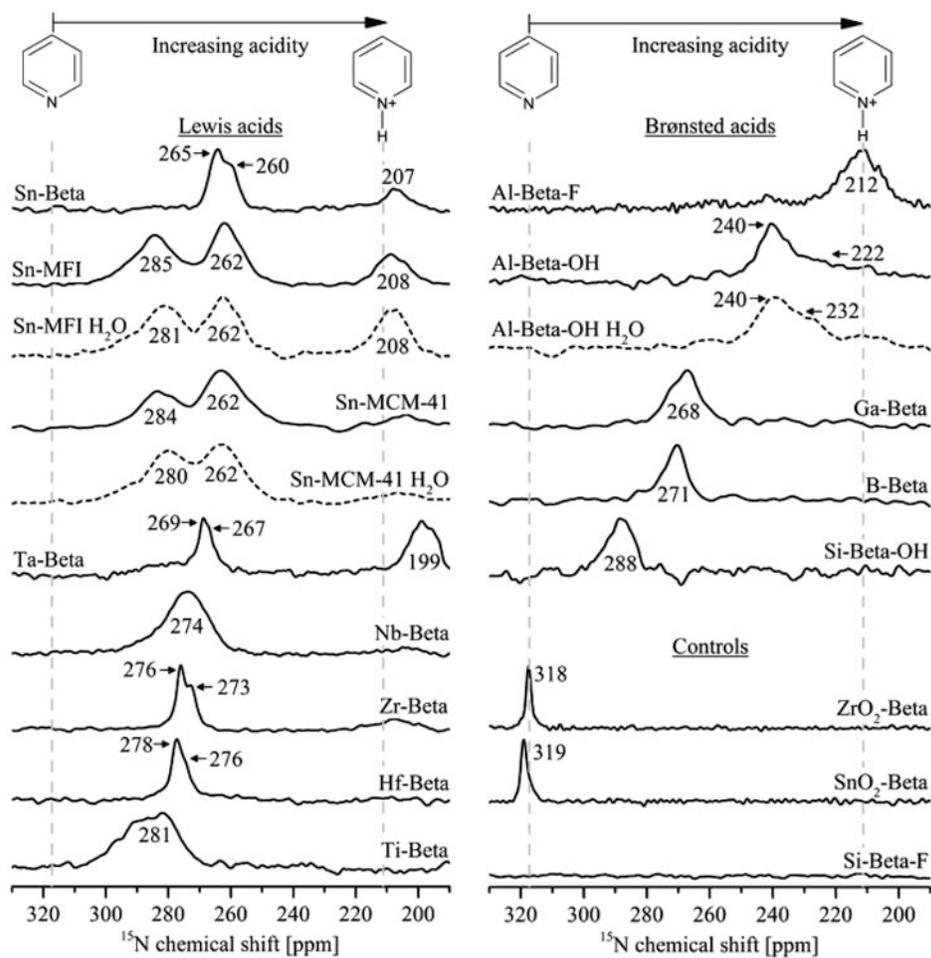 Increasing acidity
N
N+
H
Lewis acids
265
260
Sn-Beta
207
Sn-MFI
285
262
208
Sn-MFI H₂O
281
262
208
Sn-MCM-41
284
262
Sn-MCM-41 H₂O
280
262
Ta-Beta
269
267
199
Nb-Beta
274
Zr-Beta
276
273
Hf-Beta
278
276
Ti-Beta
281
320 300 280 260 240 220 200
¹⁵N chemical shift [ppm]
Increasing acidity
N
N+
H
Brønsted acids
Al-Beta-F
212
Al-Beta-OH
240
222
Al-Beta-OH H₂O
240
232
Ga-Beta
268
B-Beta
271
Si-Beta-OH
288
Controls
318
ZrO₂-Beta
319
SnO₂-Beta
Si-Beta-F
320 300 280 260 240 220 200
¹⁵N chemical shift [ppm]